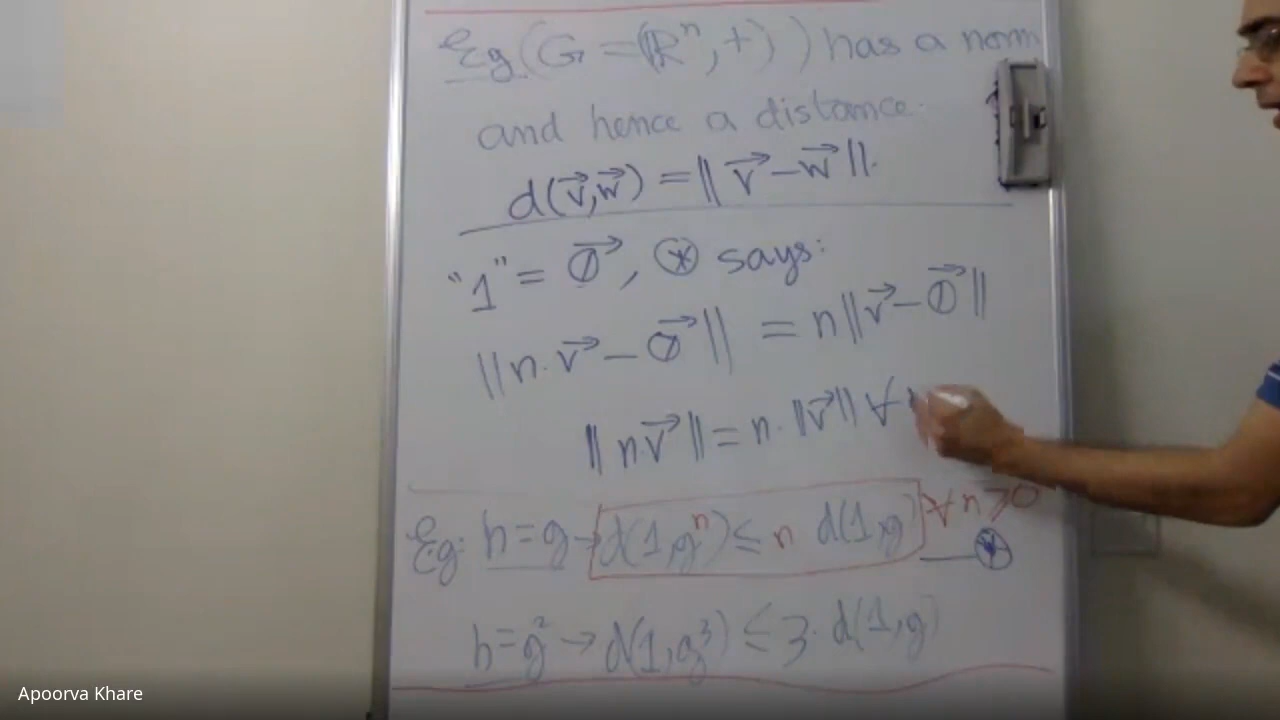 Eg (G = (ℝⁿ, +)) has a norm
and hence a distance.
d(v⃗, w⃗) = || v⃗ − w⃗ ||.
"1" = 0⃗, ⊛ says:
||n·v⃗ − 0⃗|| = n||v⃗ − 0⃗||
||n v⃗|| = n·||v⃗|| ∀
Eg: h=g → d(1,gⁿ) ≤ n d(1,g) ∀ n ≥ 0
⊛
h=g² → d(1,g³) ≤ 3·d(1,g)
Apoorva Khare